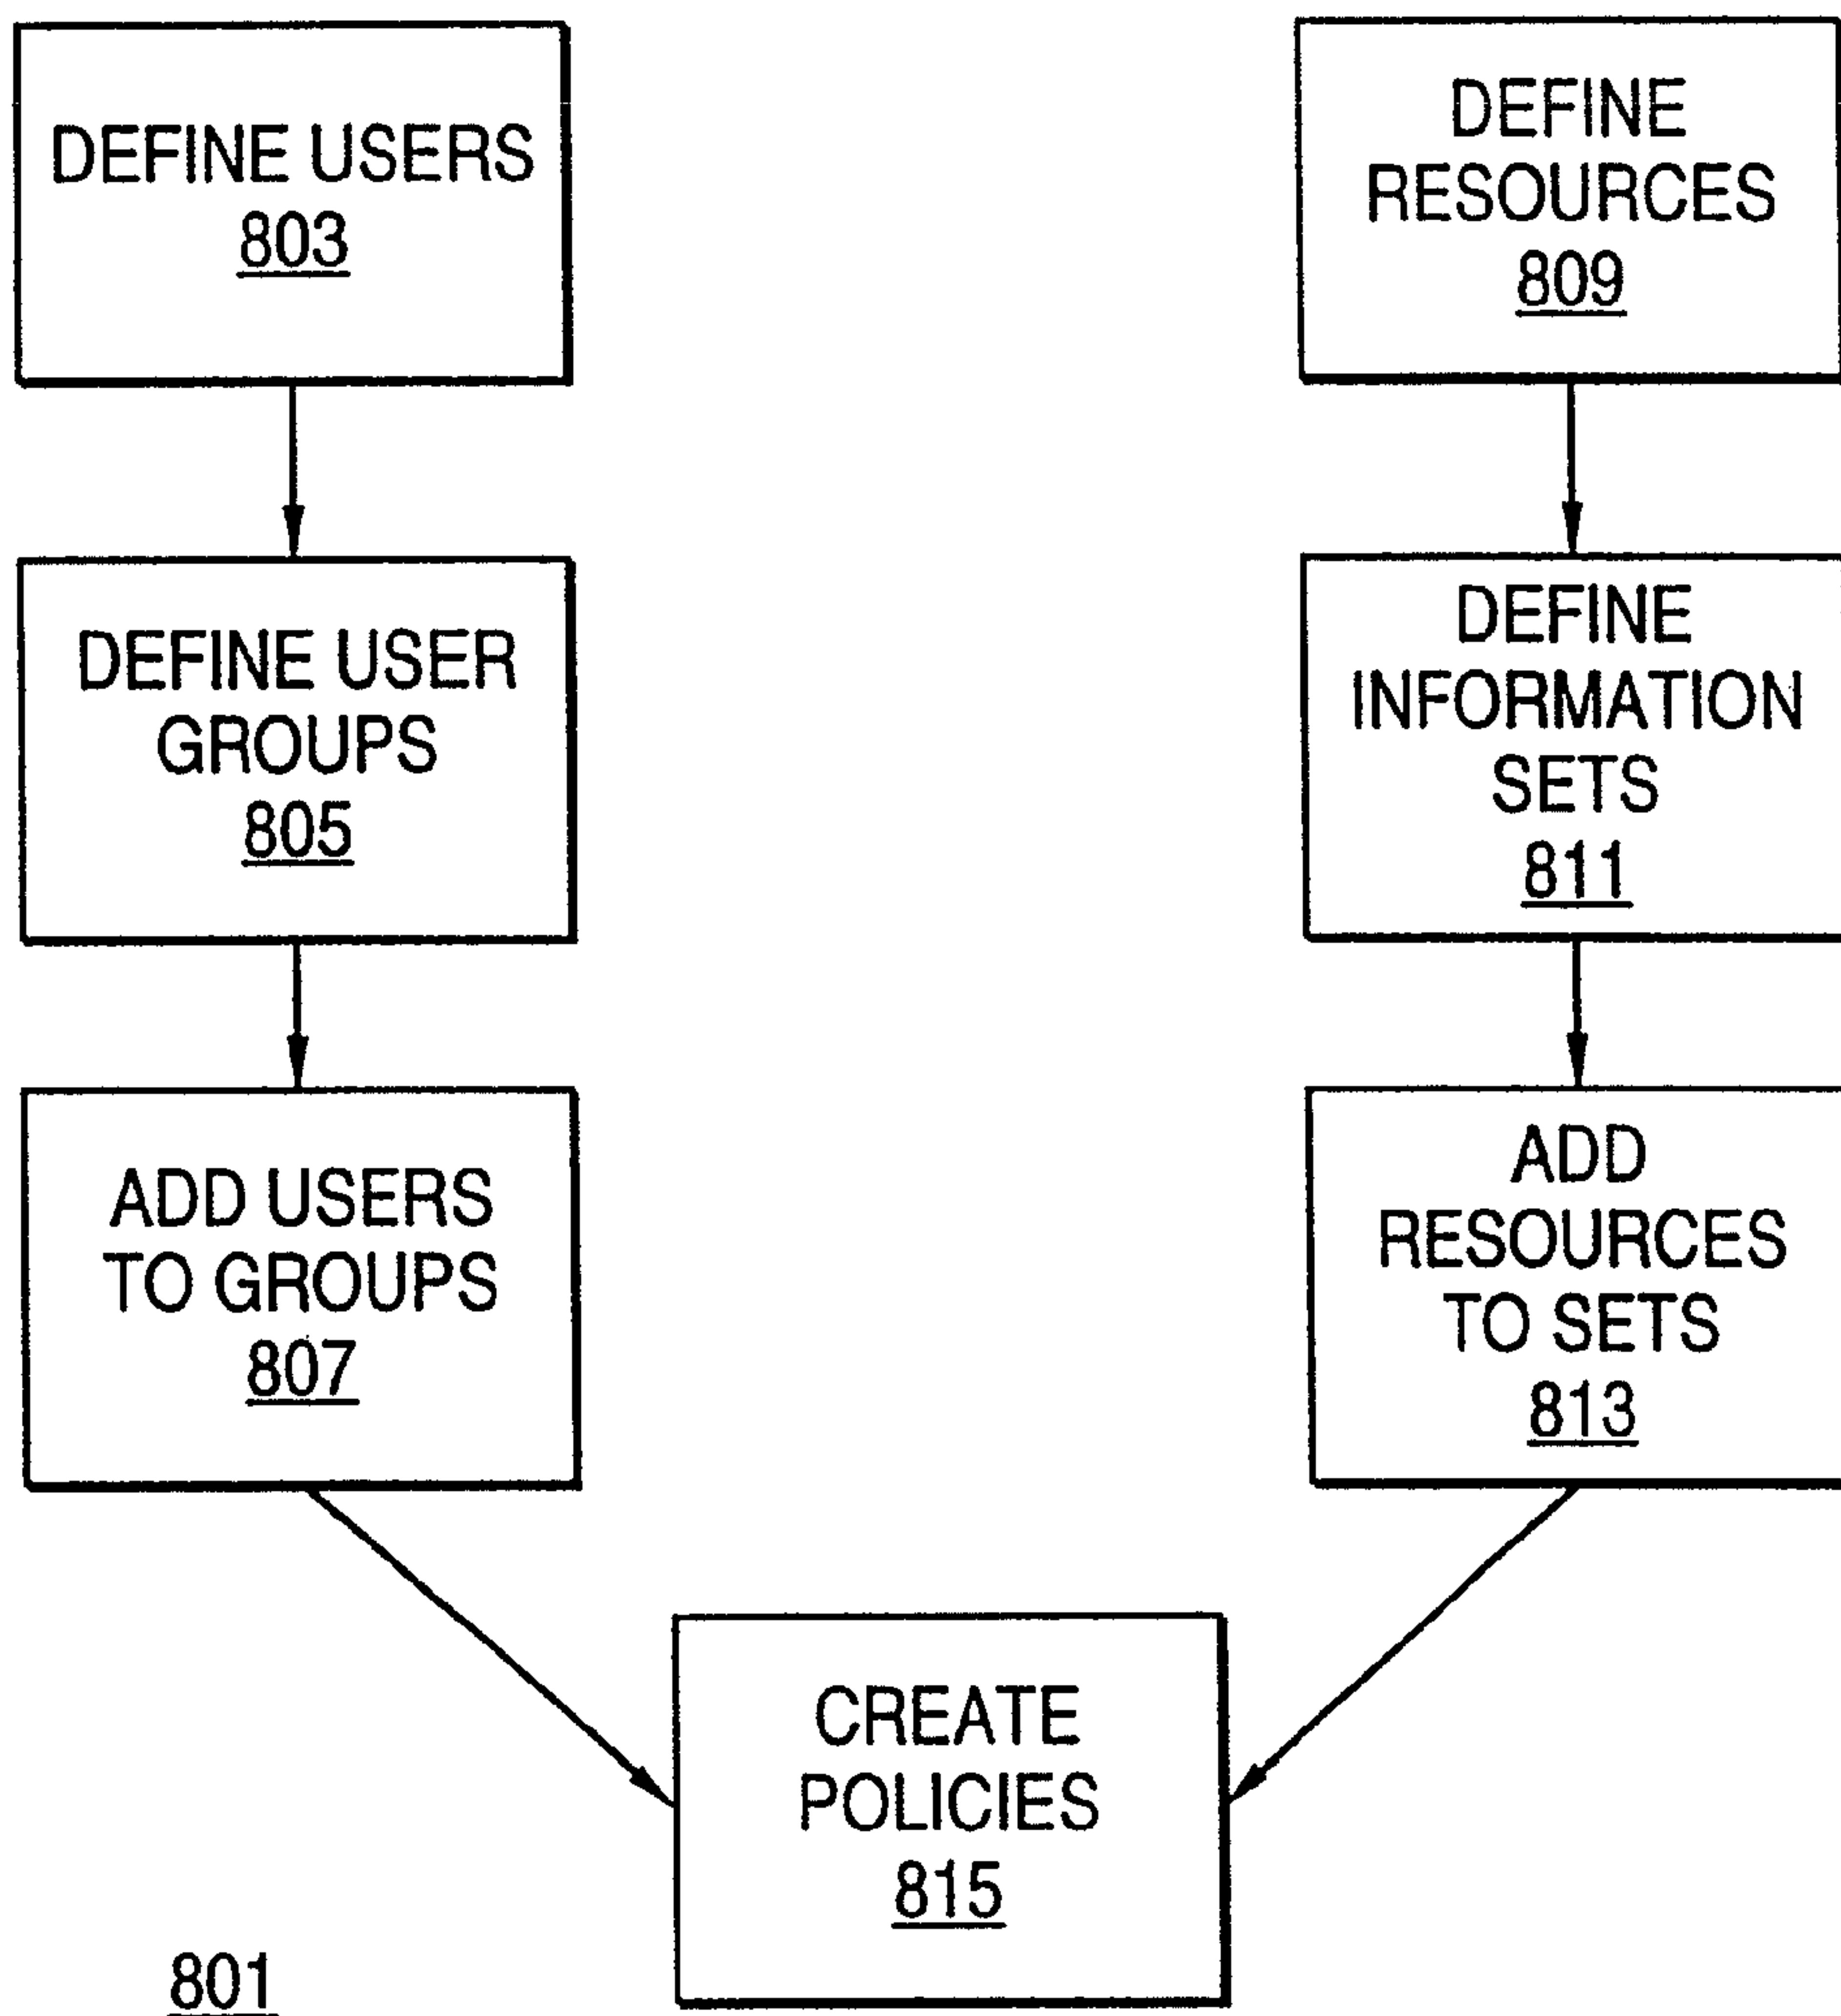 DEFINE USERS
803
DEFINE
RESOURCES
809
DEFINE USER
GROUPS
805
DEFINE
INFORMATION
SETS
811
ADD USERS
TO GROUPS
807
ADD
RESOURCES
TO SETS
813
CREATE
POLICIES
815
801